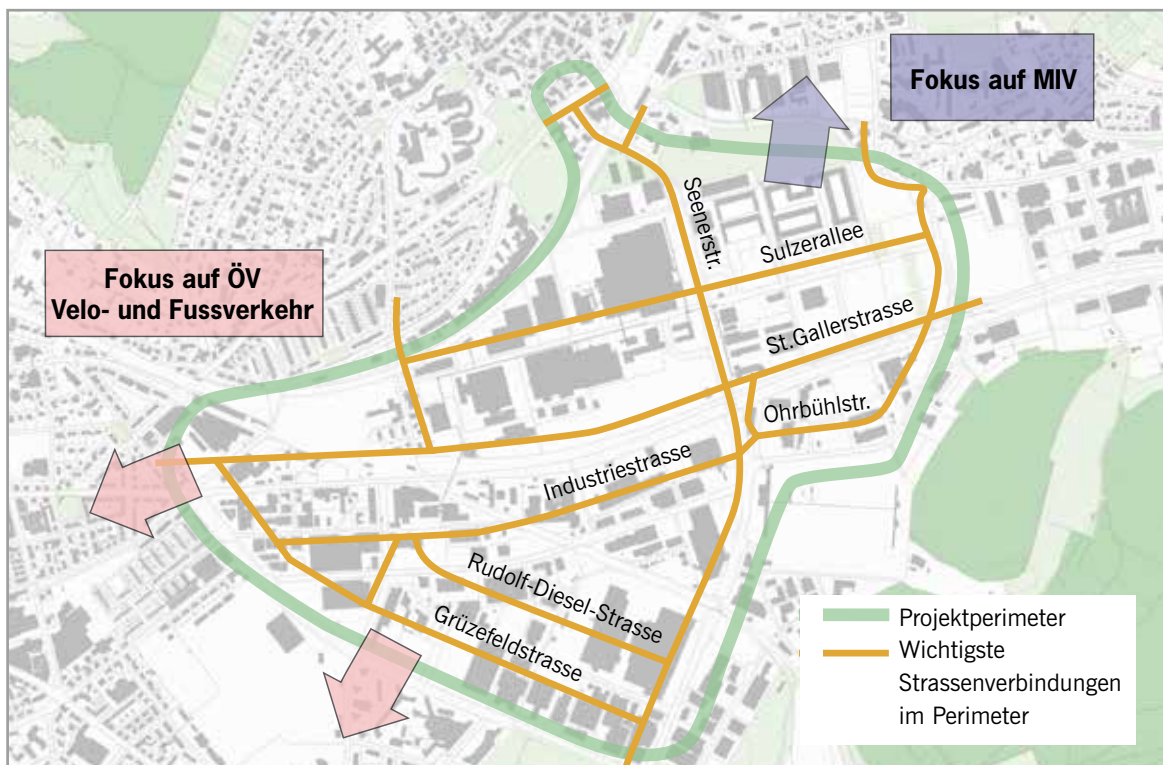 Fokus auf MIV
Fokus auf ÖV
Velo- und Fussverkehr
Seenerstr.
Sulzerallee
St.Gallerstrasse
Ohrbühlstr.
Industriestrasse
Rudolf-Diesel-Strasse
Grüzefeldstrasse
Projektperimeter
Wichtigste
Strassenverbindungen
im Perimeter